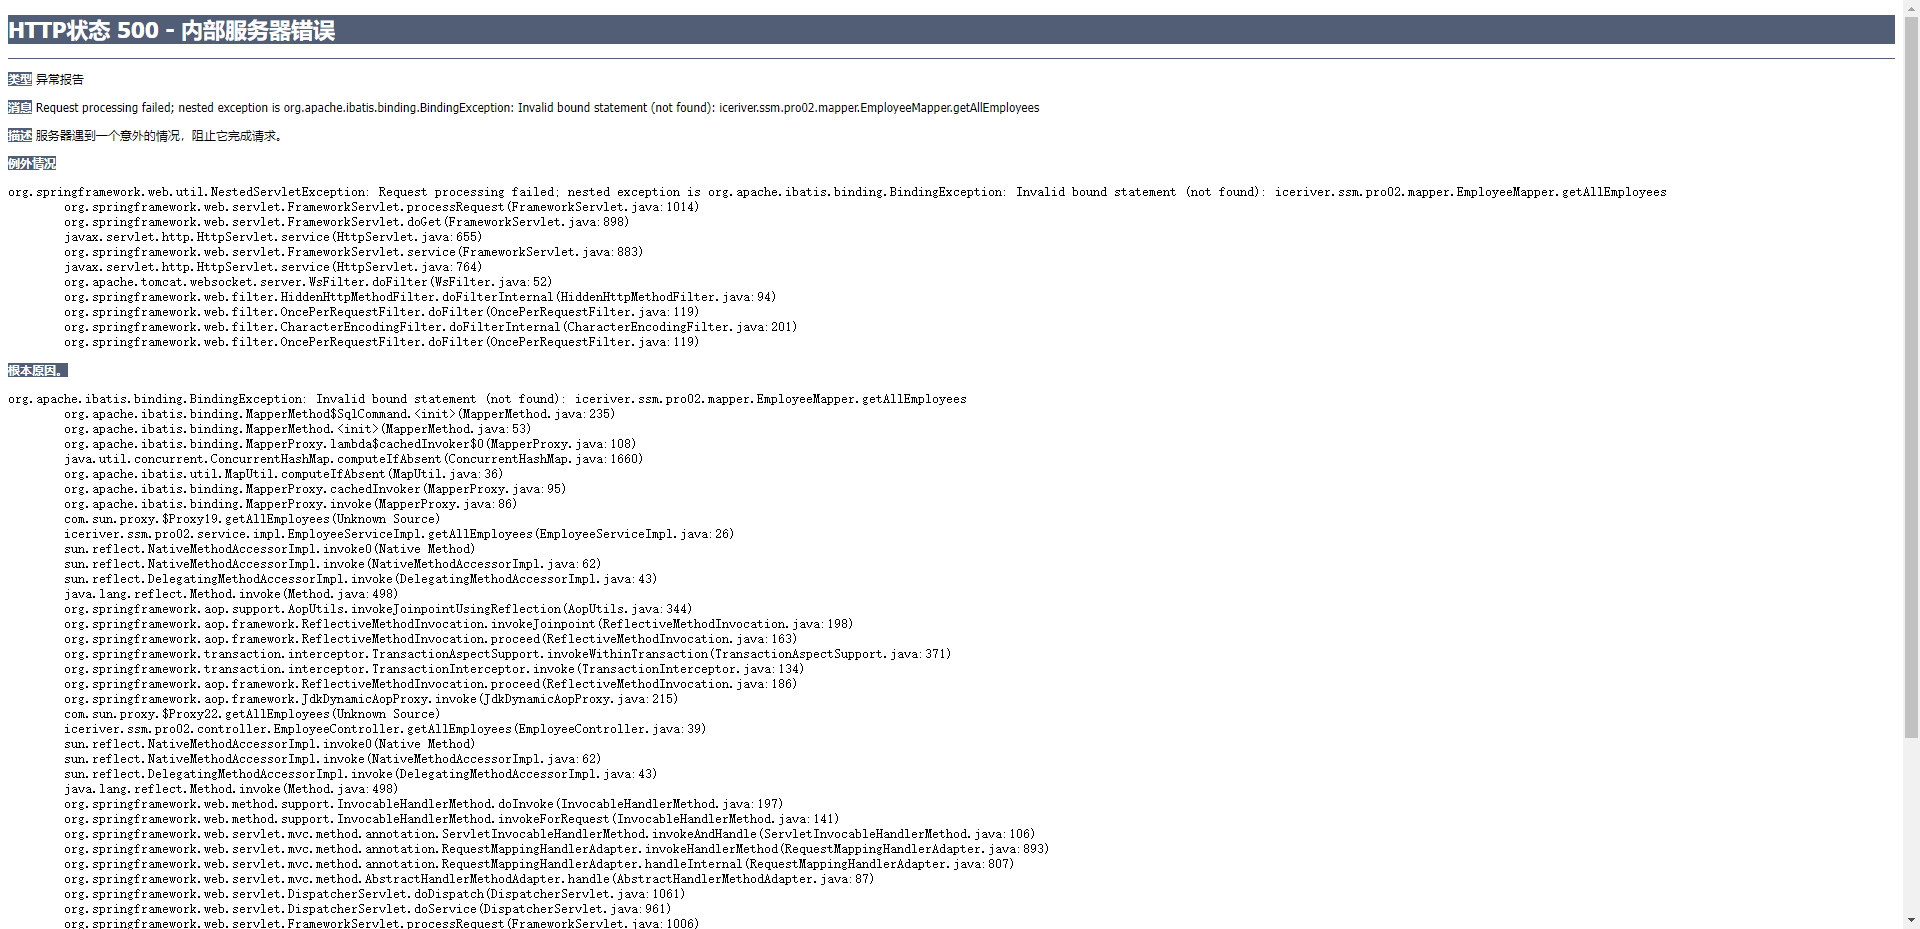 HTTP状态 500 - 内部服务器错误
类型 异常报告
消息 Request processing failed; nested exception is org.apache.ibatis.binding.BindingException: Invalid bound statement (not found): iceriver.ssm.pro02.mapper.EmployeeMapper.getAllEmployees
描述 服务器遇到一个意外的情况，阻止它完成请求。
例外情况
org.springframework.web.util.NestedServletException: Request processing failed; nested exception is org.apache.ibatis.binding.BindingException: Invalid bound statement (not found): iceriver.ssm.pro02.mapper.EmployeeMapper.getAllEmployees
org.springframework.web.servlet.FrameworkServlet.processRequest(FrameworkServlet.java:1014)
org.springframework.web.servlet.FrameworkServlet.doGet(FrameworkServlet.java:898)
javax.servlet.http.HttpServlet.service(HttpServlet.java:655)
org.springframework.web.servlet.FrameworkServlet.service(FrameworkServlet.java:883)
javax.servlet.http.HttpServlet.service(HttpServlet.java:764)
org.apache.tomcat.websocket.server.WsFilter.doFilter(WsFilter.java:52)
org.springframework.web.filter.HiddenHttpMethodFilter.doFilterInternal(HiddenHttpMethodFilter.java:94)
org.springframework.web.filter.OncePerRequestFilter.doFilter(OncePerRequestFilter.java:119)
org.springframework.web.filter.CharacterEncodingFilter.doFilterInternal(CharacterEncodingFilter.java:201)
org.springframework.web.filter.OncePerRequestFilter.doFilter(OncePerRequestFilter.java:119)
根本原因。
org.apache.ibatis.binding.BindingException: Invalid bound statement (not found): iceriver.ssm.pro02.mapper.EmployeeMapper.getAllEmployees
org.apache.ibatis.binding.MapperMethod$SqlCommand.<init>(MapperMethod.java:235)
org.apache.ibatis.binding.MapperMethod.<init>(MapperMethod.java:53)
org.apache.ibatis.binding.MapperProxy.lambda$cachedInvoker$0(MapperProxy.java:108)
java.util.concurrent.ConcurrentHashMap.computeIfAbsent(ConcurrentHashMap.java:1660)
org.apache.ibatis.util.MapUtil.computeIfAbsent(MapUtil.java:36)
org.apache.ibatis.binding.MapperProxy.cachedInvoker(MapperProxy.java:95)
org.apache.ibatis.binding.MapperProxy.invoke(MapperProxy.java:86)
com.sun.proxy.$Proxy19.getAllEmployees(Unknown Source)
iceriver.ssm.pro02.service.impl.EmployeeServiceImpl.getAllEmployees(EmployeeServiceImpl.java:26)
sun.reflect.NativeMethodAccessorImpl.invoke0(Native Method)
sun.reflect.NativeMethodAccessorImpl.invoke(NativeMethodAccessorImpl.java:62)
sun.reflect.DelegatingMethodAccessorImpl.invoke(DelegatingMethodAccessorImpl.java:43)
java.lang.reflect.Method.invoke(Method.java:498)
org.springframework.aop.support.AopUtils.invokeJoinpointUsingReflection(AopUtils.java:344)
org.springframework.aop.framework.ReflectiveMethodInvocation.invokeJoinpoint(ReflectiveMethodInvocation.java:198)
org.springframework.aop.framework.ReflectiveMethodInvocation.proceed(ReflectiveMethodInvocation.java:163)
org.springframework.transaction.interceptor.TransactionAspectSupport.invokeWithinTransaction(TransactionAspectSupport.java:371)
org.springframework.transaction.interceptor.TransactionInterceptor.invoke(TransactionInterceptor.java:134)
org.springframework.aop.framework.ReflectiveMethodInvocation.proceed(ReflectiveMethodInvocation.java:186)
org.springframework.aop.framework.JdkDynamicAopProxy.invoke(JdkDynamicAopProxy.java:215)
com.sun.proxy.$Proxy22.getAllEmployees(Unknown Source)
iceriver.ssm.pro02.controller.EmployeeController.getAllEmployees(EmployeeController.java:39)
sun.reflect.NativeMethodAccessorImpl.invoke0(Native Method)
sun.reflect.NativeMethodAccessorImpl.invoke(NativeMethodAccessorImpl.java:62)
sun.reflect.DelegatingMethodAccessorImpl.invoke(DelegatingMethodAccessorImpl.java:43)
java.lang.reflect.Method.invoke(Method.java:498)
org.springframework.web.method.support.InvocableHandlerMethod.doInvoke(InvocableHandlerMethod.java:197)
org.springframework.web.method.support.InvocableHandlerMethod.invokeForRequest(InvocableHandlerMethod.java:141)
org.springframework.web.servlet.mvc.method.annotation.ServletInvocableHandlerMethod.invokeAndHandle(ServletInvocableHandlerMethod.java:106)
org.springframework.web.servlet.mvc.method.annotation.RequestMappingHandlerAdapter.invokeHandlerMethod(RequestMappingHandlerAdapter.java:893)
org.springframework.web.servlet.mvc.method.annotation.RequestMappingHandlerAdapter.handleInternal(RequestMappingHandlerAdapter.java:807)
org.springframework.web.servlet.mvc.method.AbstractHandlerMethodAdapter.handle(AbstractHandlerMethodAdapter.java:87)
org.springframework.web.servlet.DispatcherServlet.doDispatch(DispatcherServlet.java:1061)
org.springframework.web.servlet.DispatcherServlet.doService(DispatcherServlet.java:961)
org.springframework.web.servlet.FrameworkServlet.processRequest(FrameworkServlet.java:1006)